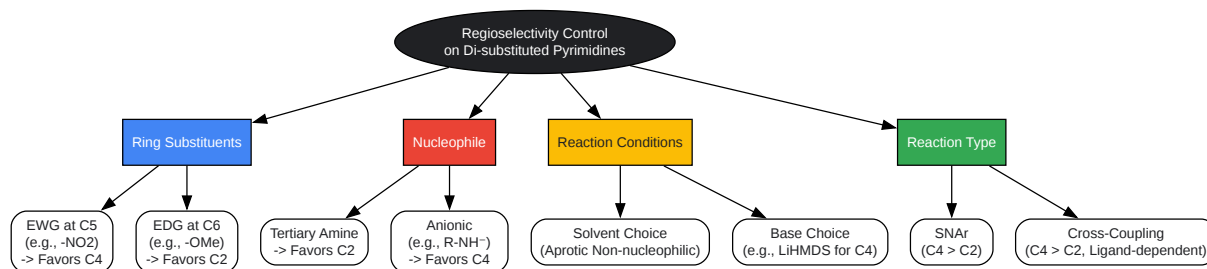 Regioselectivity Control
on Di-substituted Pyrimidines
Ring Substituents
Nucleophile
Reaction Conditions
Reaction Type
EWG at C5
(e.g., -NO2)
-> Favors C4
EDG at C6
(e.g., -OMe)
-> Favors C2
Tertiary Amine
-> Favors C2
Anionic
(e.g., R-NH⁻)
-> Favors C4
Solvent Choice
(Aprotic Non-nucleophilic)
Base Choice
(e.g., LiHMDS for C4)
SNAr
(C4 > C2)
Cross-Coupling
(C4 > C2, Ligand-dependent)